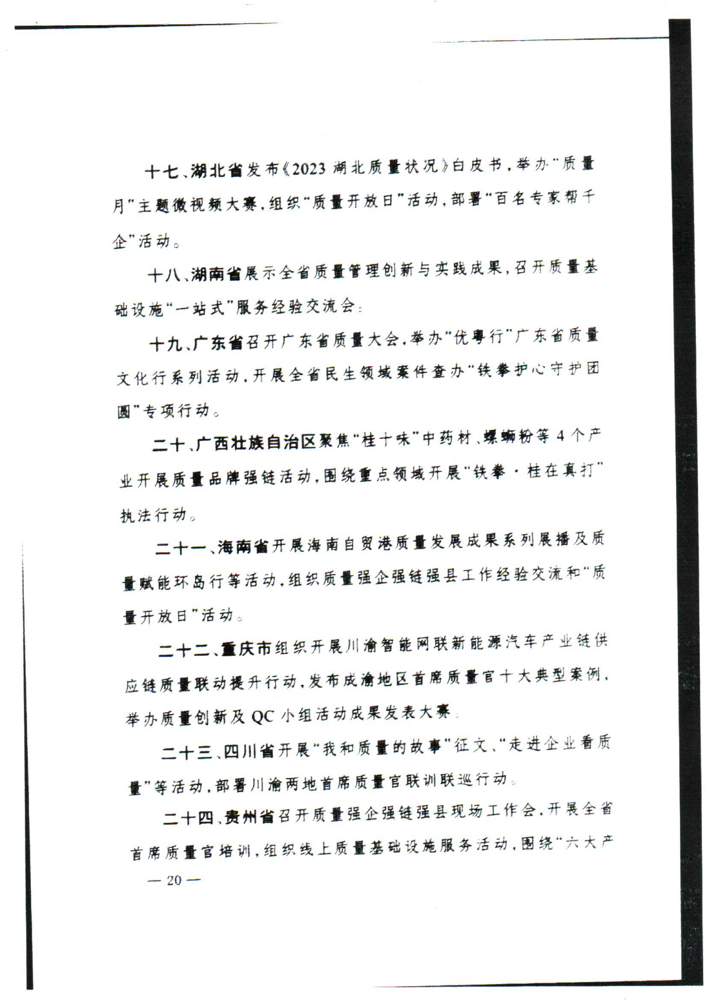 十七、湖北省发布《2023 湖北质量状况》白皮书，举办“质量
月”主题微视频大赛，组织“质量开放日”活动，部署“百名专家帮千
企”活动。
十八、湖南省展示全省质量管理创新与实践成果，召开质量基
础设施“一站式”服务经验交流会。
十九、广东省召开广东省质量大会，举办“优粤行”广东省质量
文化行系列活动，开展全省民生领域案件查办“铁拳护心守护团
圆”专项行动。
二十、广西壮族自治区聚焦“桂十味”中药材、螺蛳粉等 4 个产
业开展质量品牌强链活动，围绕重点领域开展“铁拳·桂在真打”
执法行动。
二十一、海南省开展海南自贸港质量发展成果系列展播及质
量赋能环岛行等活动，组织质量强企强链强县工作经验交流和“质
量开放日”活动。
二十二、重庆市组织开展川渝智能网联新能源汽车产业链供
应链质量联动提升行动，发布成渝地区首席质量官十大典型案例，
举办质量创新及 QC 小组活动成果发表大赛。
二十三、四川省开展“我和质量的故事”征文、“走进企业看质
量”等活动，部署川渝两地首席质量官联训联巡行动。
二十四、贵州省召开质量强企强链强县现场工作会，开展全省
首席质量官培训，组织线上质量基础设施服务活动，围绕“六大产
— 20 —